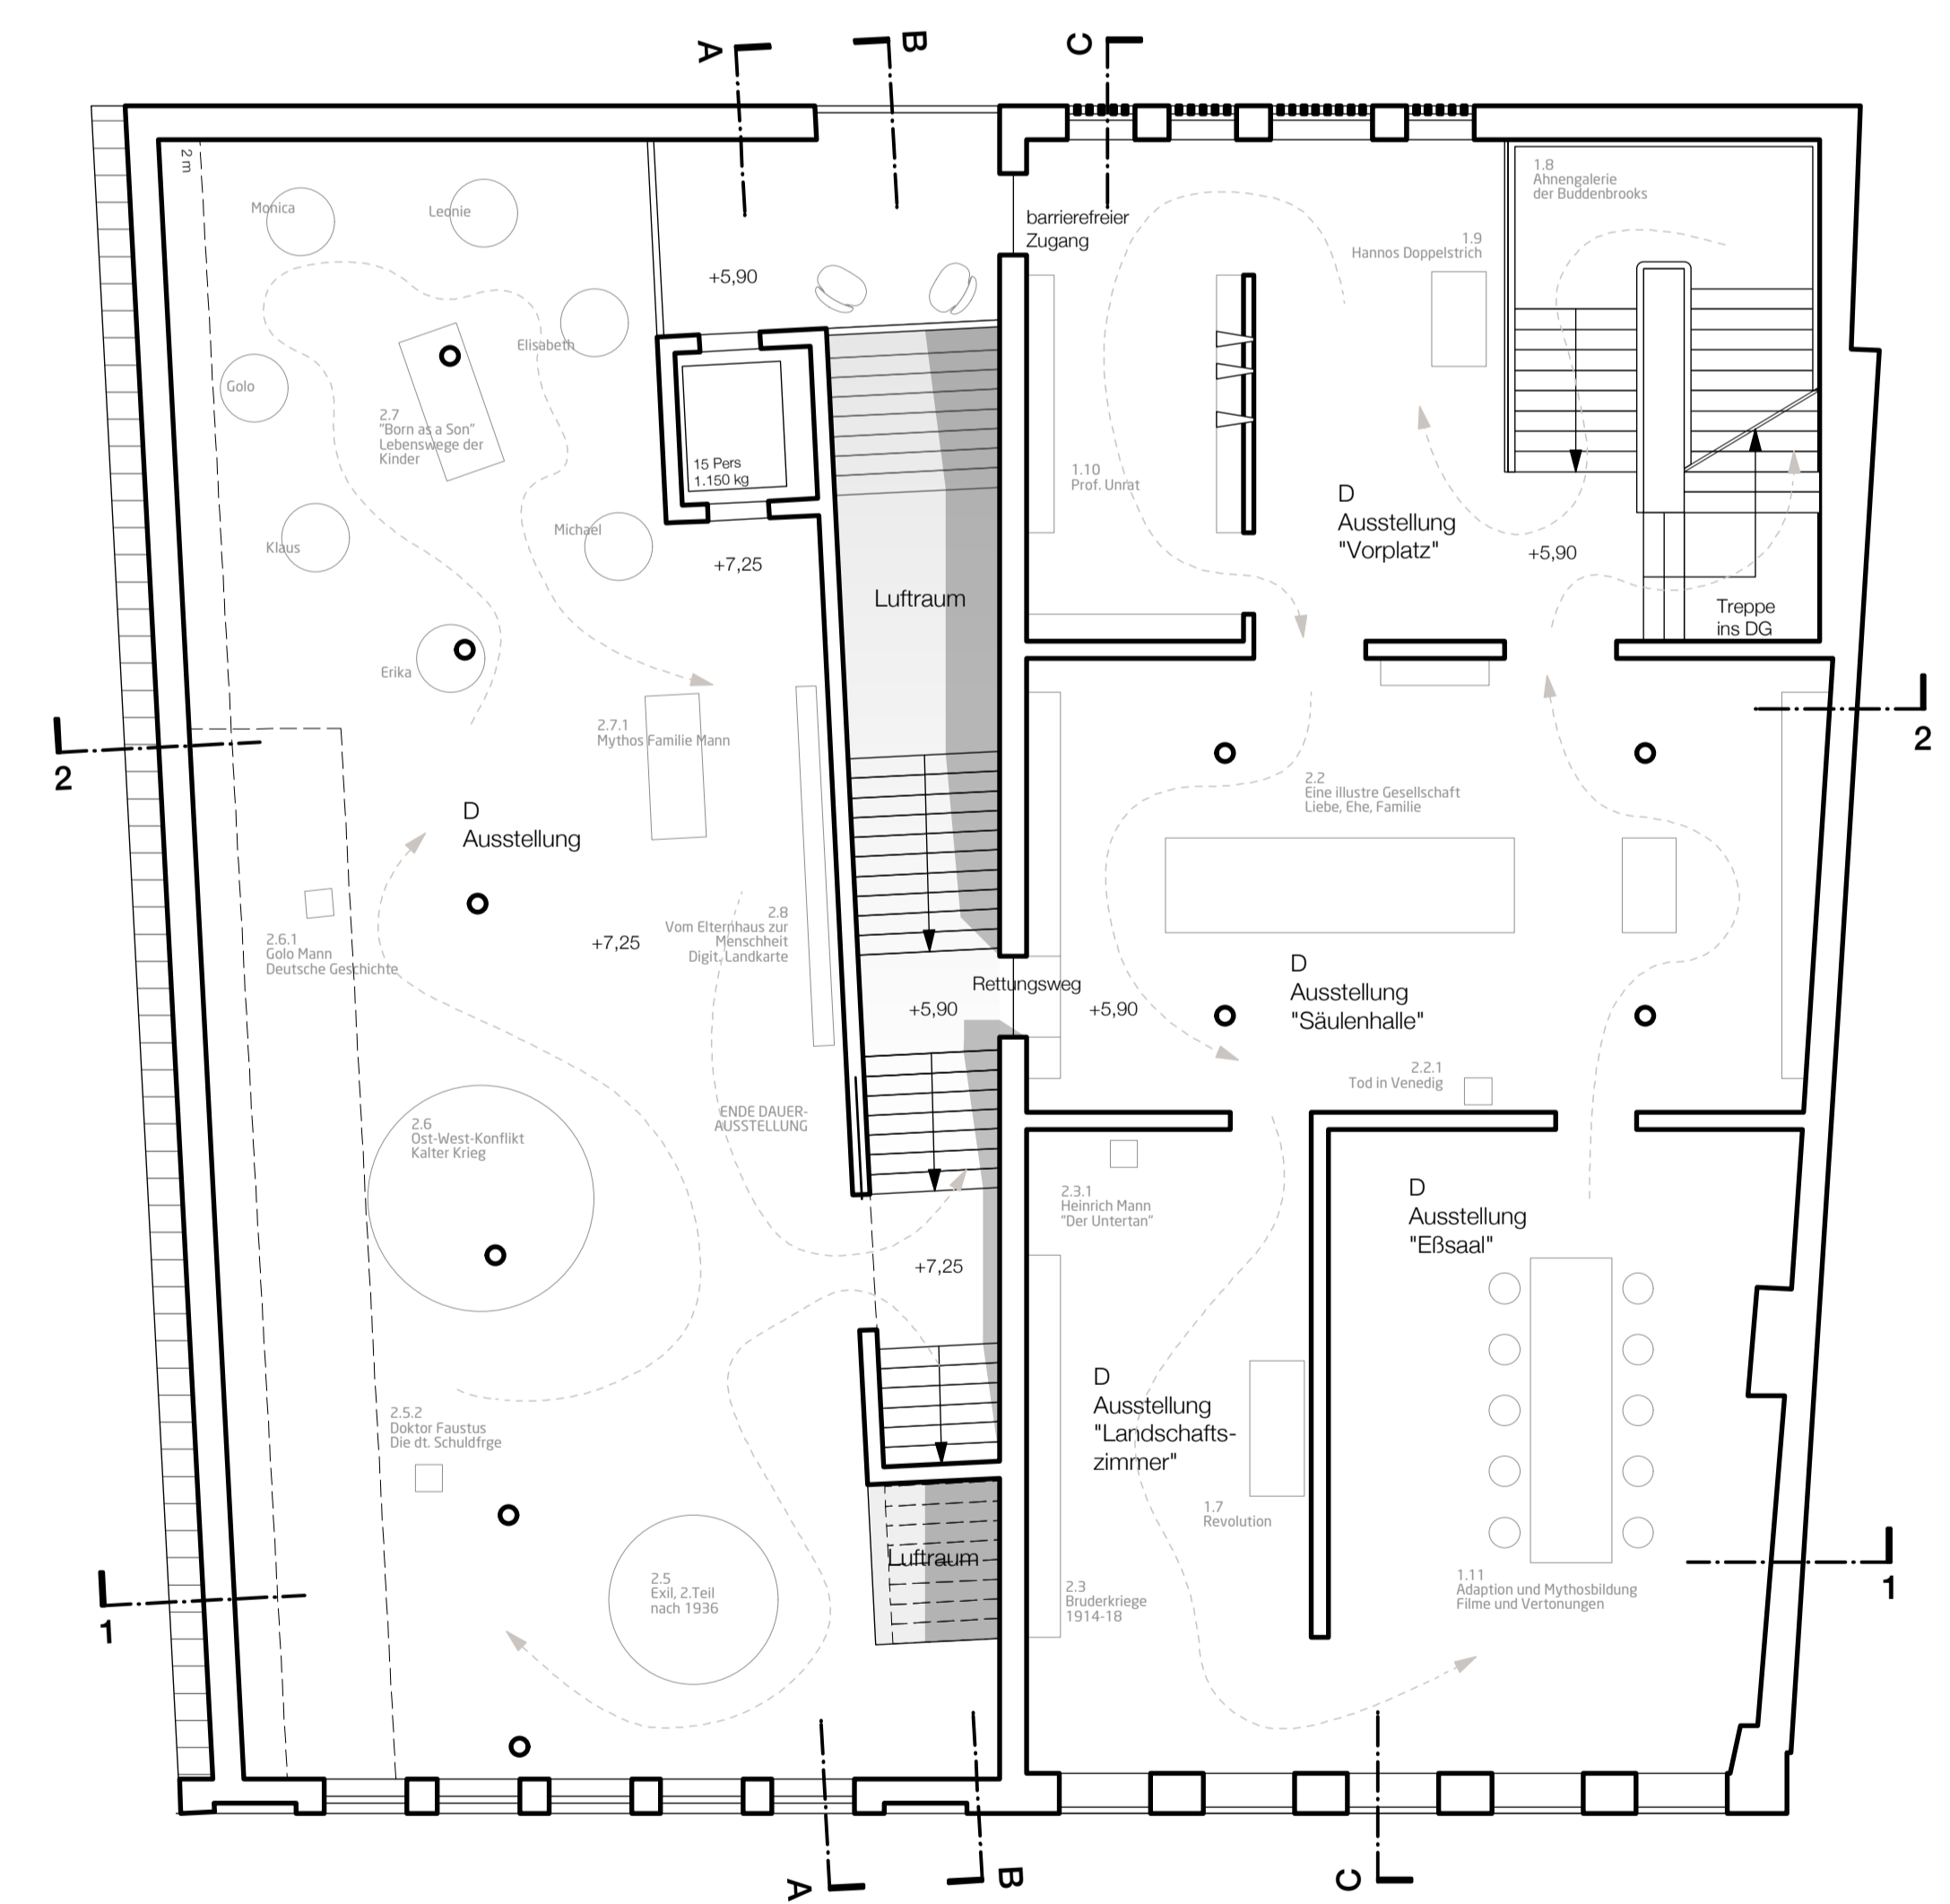 A
B
C
2 m
Monica
Leonie
+5,90
barrierefreier
Zugang
1.8
Ahnengalerie
der Buddenbrooks
1.9
Hannos Doppelstrich
Elisabeth
Golo
2.7
"Born as a Son"
Lebenswege der
Kinder
15 Pers
1.150 kg
1.10
Prof. Unrat
D
Ausstellung
"Vorplatz"
+5,90
Klaus
Michael
+7,25
Luftraum
Treppe
ins DG
Erika
2.7.1
Mythos Familie Mann
2
2
D
Ausstellung
2.2
Eine illustre Gesellschaft
Liebe, Ehe, Familie
2.6.1
Golo Mann
Deutsche Geschichte
+7,25
2.8
Vom Elternhaus zur
Menschheit
Digit. Landkarte
Rettungsweg
+5,90
+5,90
D
Ausstellung
"Säulenhalle"
2.2.1
Tod in Venedig
ENDE DAUER-
AUSSTELLUNG
2.6
Ost-West-Konflikt
Kalter Krieg
2.3.1
Heinrich Mann
"Der Untertan"
D
Ausstellung
"Eßsaal"
+7,25
D
Ausstellung
"Landschafts-
zimmer"
2.5.2
Doktor Faustus
Die dt. Schuldfrge
1.7
Revolution
Luftraum
2.5
Exil, 2.Teil
nach 1936
2.3
Bruderkriege
1914-18
1.11
Adaption und Mythosbildung
Filme und Vertonungen
1
1
A
B
C